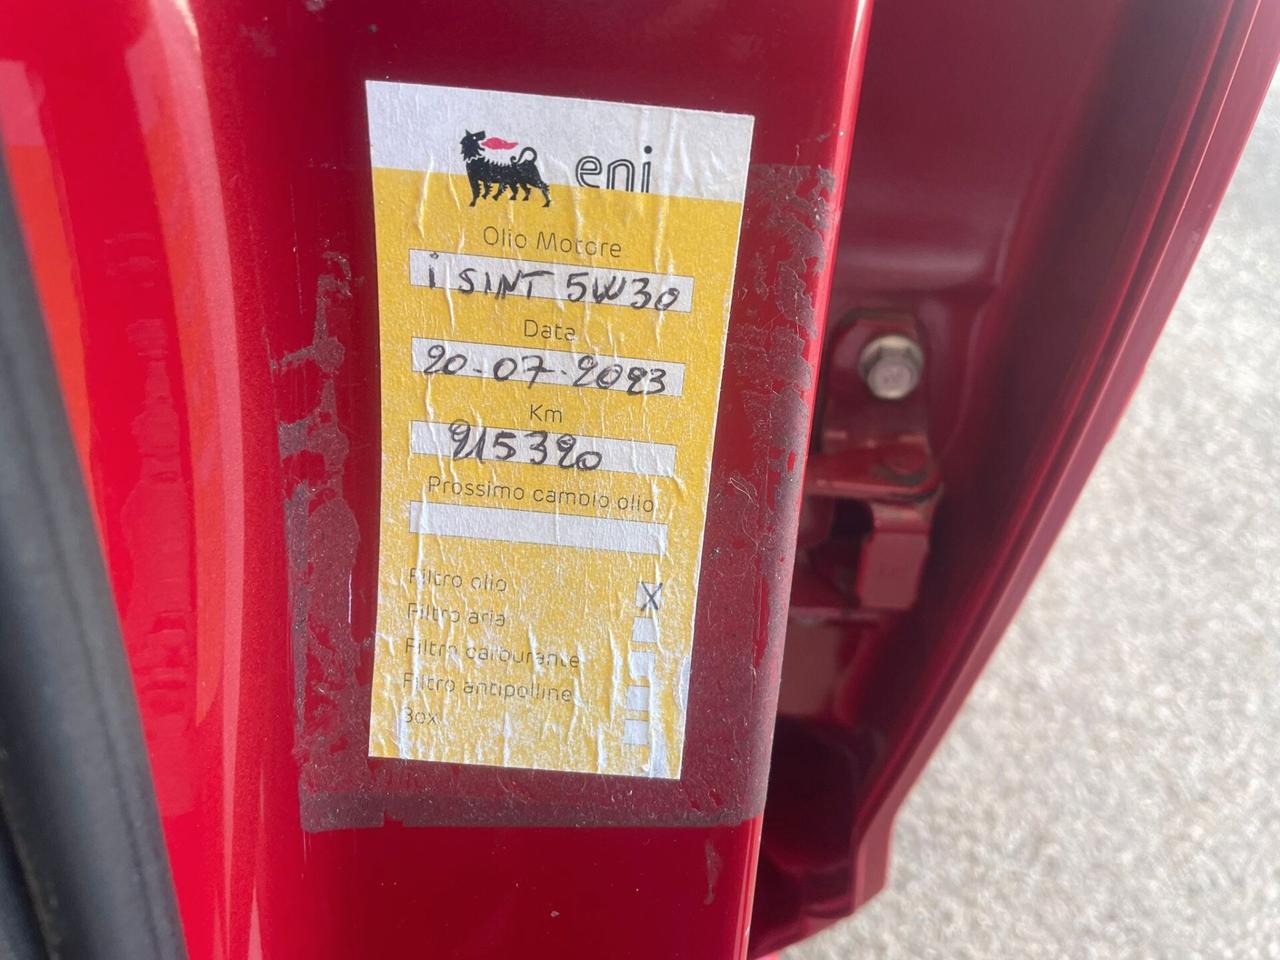 eni
Olio Motore
i SINT 5W30
Data
20-07-2023
Km
215320
Prossimo cambio olio
Filtro olio X
Filtro aria
Filtro carburante
Filtro antipolline
Box